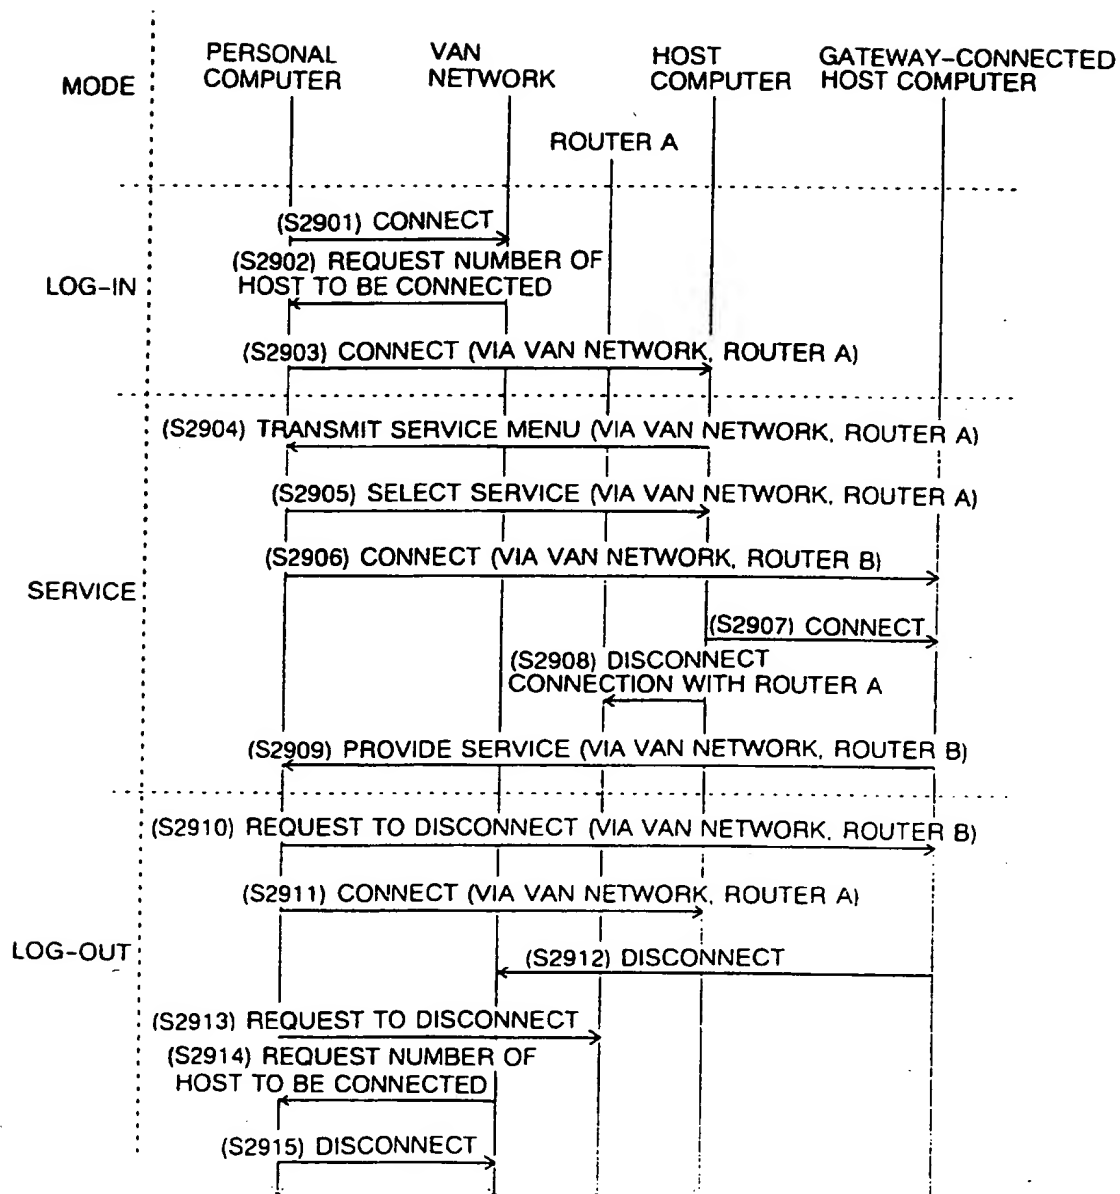 MODE
PERSONAL
COMPUTER
VAN
NETWORK
HOST
COMPUTER
GATEWAY-CONNECTED
HOST COMPUTER
ROUTER A
LOG-IN
(S2901) CONNECT
(S2902) REQUEST NUMBER OF
HOST TO BE CONNECTED
(S2903) CONNECT (VIA VAN NETWORK, ROUTER A)
SERVICE
(S2904) TRANSMIT SERVICE MENU (VIA VAN NETWORK, ROUTER A)
(S2905) SELECT SERVICE (VIA VAN NETWORK, ROUTER A)
(S2906) CONNECT (VIA VAN NETWORK, ROUTER B)
(S2907) CONNECT
(S2908) DISCONNECT
CONNECTION WITH ROUTER A
(S2909) PROVIDE SERVICE (VIA VAN NETWORK, ROUTER B)
LOG-OUT
(S2910) REQUEST TO DISCONNECT (VIA VAN NETWORK, ROUTER B)
(S2911) CONNECT (VIA VAN NETWORK, ROUTER A)
(S2912) DISCONNECT
(S2913) REQUEST TO DISCONNECT
(S2914) REQUEST NUMBER OF
HOST TO BE CONNECTED
(S2915) DISCONNECT